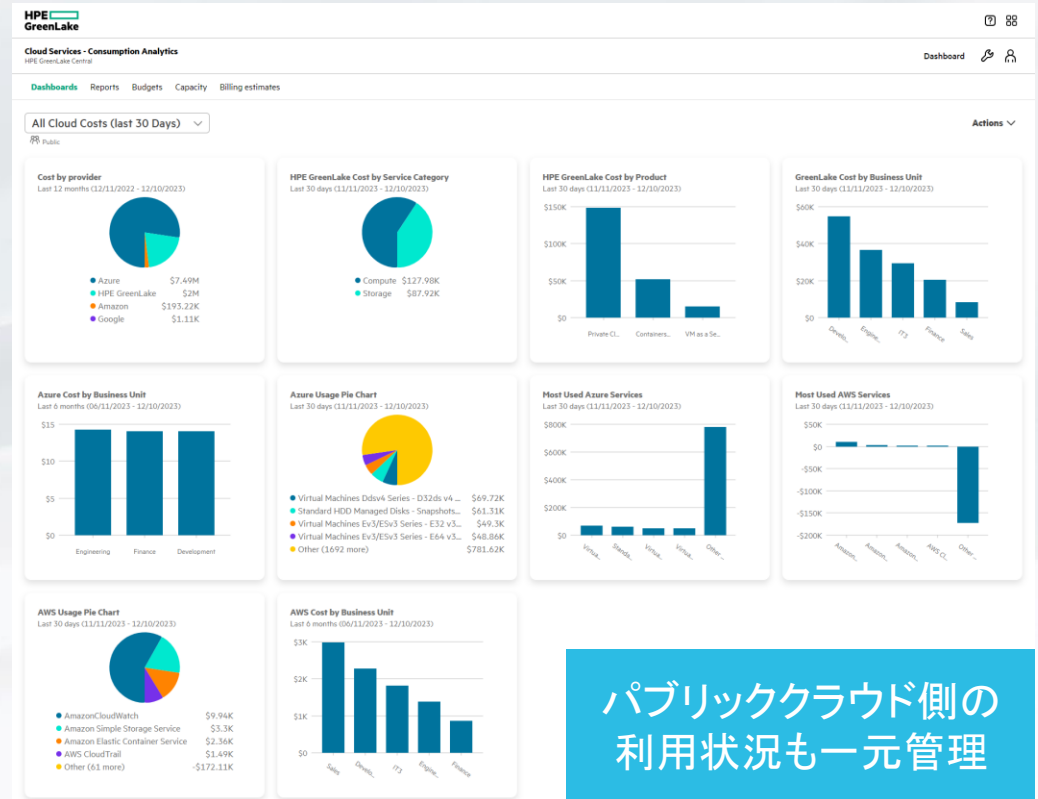 HPE
GreenLake
Cloud Services - Consumption Analytics
HPE GreenLake Central
Dashboard
Dashboards Reports Budgets Capacity Billing estimates
All Cloud Costs (last 30 Days)
Actions
Public
Cost by provider
Last 12 months (12/11/2022 - 12/10/2023)
Azure $7.49M
HPE GreenLake $2M
Amazon $193.22K
Google $1.11K
HPE GreenLake Cost by Service Category
Last 30 days (11/11/2023 - 12/10/2023)
Compute $127.98K
Storage $87.92K
HPE GreenLake Cost by Product
Last 30 days (11/11/2023 - 12/10/2023)
$150K
$100K
$50K
$0
Private Cl... Containers... VM as a Se...
GreenLake Cost by Business Unit
Last 30 days (11/11/2023 - 12/10/2023)
$60K
$40K
$20K
$0
Develo... Engine... IT3 Finance Sales
Azure Cost by Business Unit
Last 6 months (06/11/2023 - 12/10/2023)
$15
$10
$5
$0
Engineering Finance Development
Azure Usage Pie Chart
Last 30 days (11/11/2023 - 12/10/2023)
Virtual Machines Ddsv4 Series - D32ds v4 ... $69.72K
Standard HDD Managed Disks - Snapshots... $61.31K
Virtual Machines Ev3/ESv3 Series - E32 v3... $49.3K
Virtual Machines Ev3/ESv3 Series - E64 v3... $48.86K
Other (1692 more) $781.62K
Most Used Azure Services
Last 30 days (11/11/2023 - 12/10/2023)
$800K
$600K
$400K
$200K
$0
Virtua... Standa... Virtua... Virtua... Other ...
Most Used AWS Services
Last 30 days (11/11/2023 - 12/10/2023)
$50K
$0
-$50K
-$100K
-$150K
-$200K
Amazon... Amazon... Amazon... AWS Cl... Other ...
AWS Usage Pie Chart
Last 30 days (11/11/2023 - 12/10/2023)
AmazonCloudWatch $9.94K
Amazon Simple Storage Service $3.3K
Amazon Elastic Container Service $2.36K
AWS CloudTrail $1.49K
Other (61 more) -$172.11K
AWS Cost by Business Unit
Last 6 months (06/11/2023 - 12/10/2023)
$3K
$2K
$1K
$0
Sales Develo... IT3 Engine... Finance
パブリッククラウド側の
利用状況も一元管理